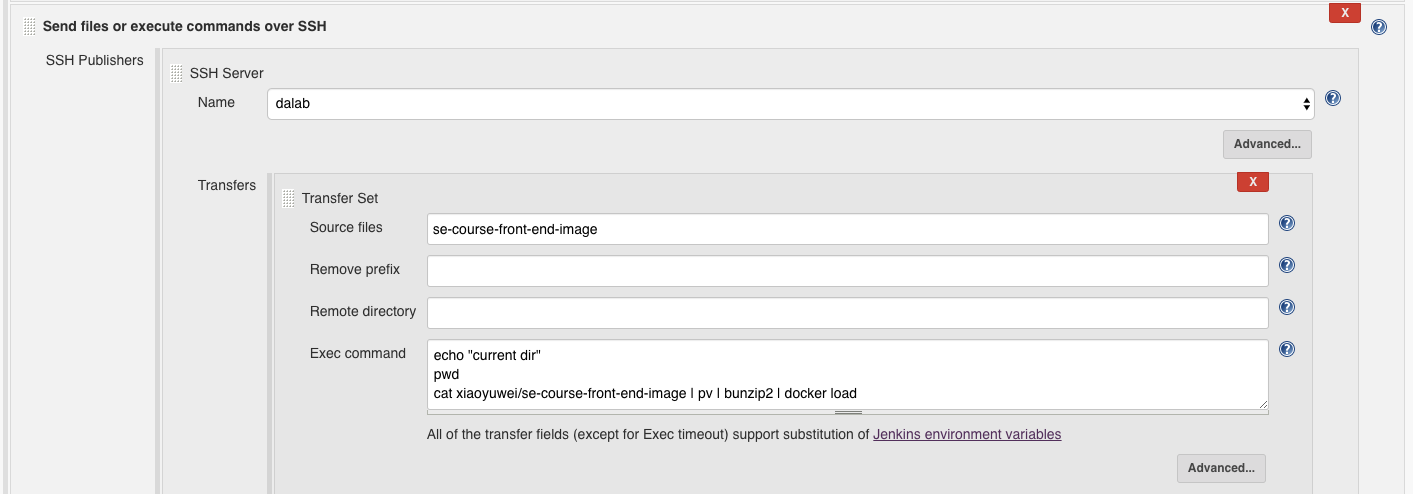 Send files or execute commands over SSH
X
?
SSH Publishers
SSH Server
Name
dalab
?
Advanced...
Transfers
X
Transfer Set
Source files
se-course-front-end-image
?
Remove prefix
?
Remote directory
?
Exec command
echo "current dir"
pwd
cat xiaoyuwei/se-course-front-end-image | pv | bunzip2 | docker load
?
All of the transfer fields (except for Exec timeout) support substitution of Jenkins environment variables
Advanced...